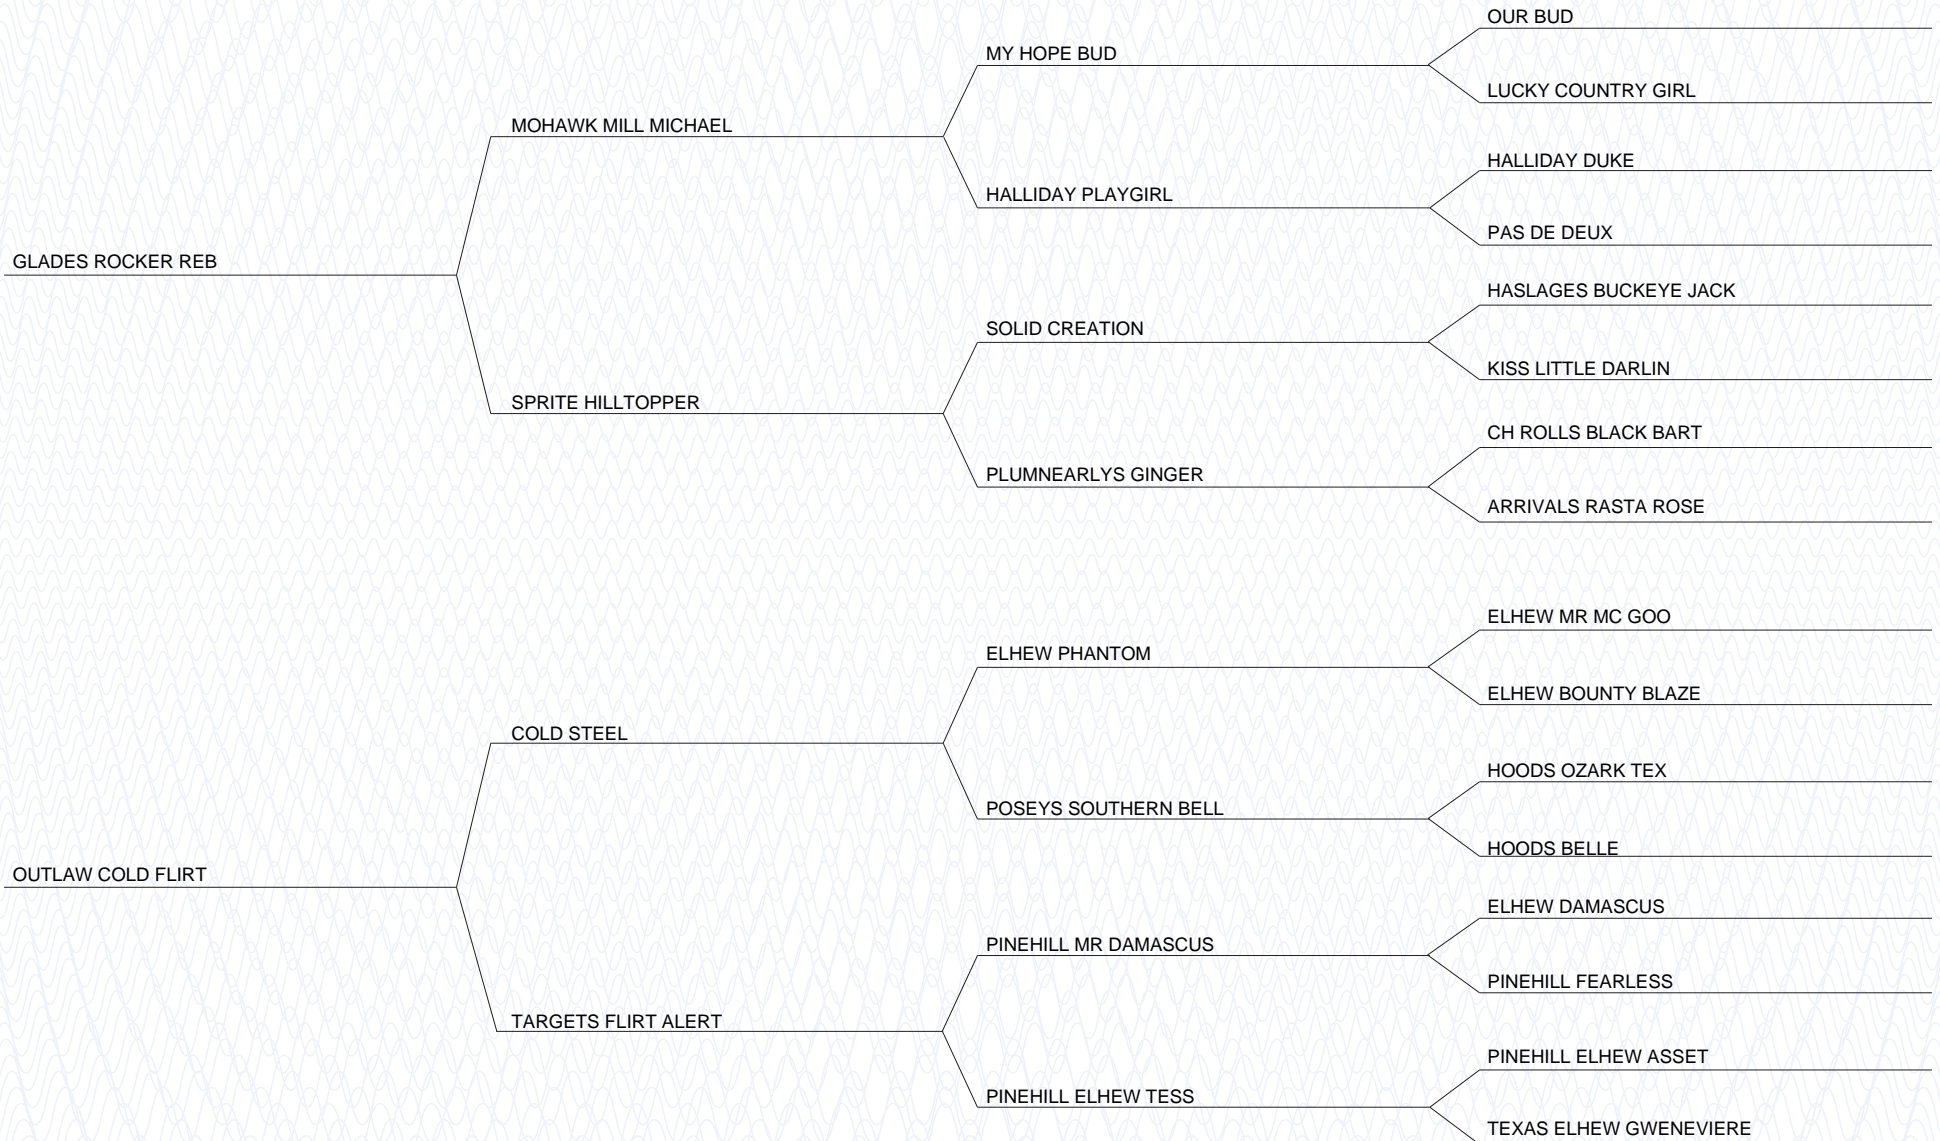 OUR BUD
MY HOPE BUD
LUCKY COUNTRY GIRL
MOHAWK MILL MICHAEL
HALLIDAY DUKE
HALLIDAY PLAYGIRL
PAS DE DEUX
GLADES ROCKER REB
HASLAGES BUCKEYE JACK
SOLID CREATION
KISS LITTLE DARLIN
SPRITE HILLTOPPER
CH ROLLS BLACK BART
PLUMNEARLYS GINGER
ARRIVALS RASTA ROSE
ELHEW MR MC GOO
ELHEW PHANTOM
ELHEW BOUNTY BLAZE
COLD STEEL
HOODS OZARK TEX
POSEYS SOUTHERN BELL
HOODS BELLE
OUTLAW COLD FLIRT
ELHEW DAMASCUS
PINEHILL MR DAMASCUS
PINEHILL FEARLESS
TARGETS FLIRT ALERT
PINEHILL ELHEW ASSET
PINEHILL ELHEW TESS
TEXAS ELHEW GWENEVIERE